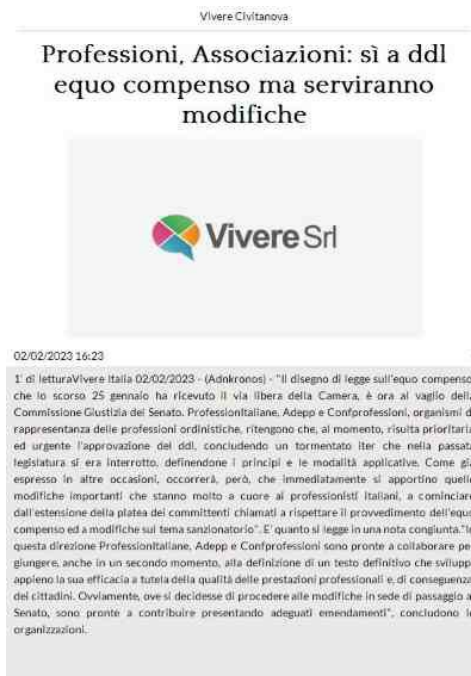 Vivere Civitanova
Professioni, Associazioni: sì a ddl
equo compenso ma serviranno
modifiche
Vivere Srl
02/02/2023 16:23
1' di letturaVivere Italia 02/02/2023 - (Adnkronos) - "Il disegno di legge sull'equo compenso
che lo scorso 25 gennaio ha ricevuto il via libera della Camera, è ora al vaglio
Commissione Giustizia del Senato. ProfessionItaliane, Adepp e Confprofessioni, organismi
rappresentanza delle professioni ordinistiche, ritengono che, al momento, risulta prioritaria
ed urgente l'approvazione del ddl, concludendo un tormentato iter che nella passata
legislatura si era interrotto, definendone i principi e le modalità applicative. Come
espresso in altre occasioni, occorrerà, però, che immediatamente si apportino quelle
modifiche importanti che stanno molto a cuore ai professionisti italiani, a cominciare
dall'estensione della platea dei committenti chiamati a rispettare il provvedimento dell'equo
compenso ed a modifiche sul tema sanzionatorio". E' quanto si legge in una nota congiunta."In
questa direzione ProfessionItaliane, Adepp e Confprofessioni sono pronte a collaborare per
giungere, anche in un secondo momento, alla definizione di un testo definitivo che
appieno la sua efficacia a tutela della qualità delle prestazioni professionali e, di conseguenza
dei cittadini. Ovviamente, ove si decidesse di procedere alle modifiche in sede di passaggio
Senato, sono pronte a contribuire presentando adeguati emendamenti", concludono
organizzazioni.